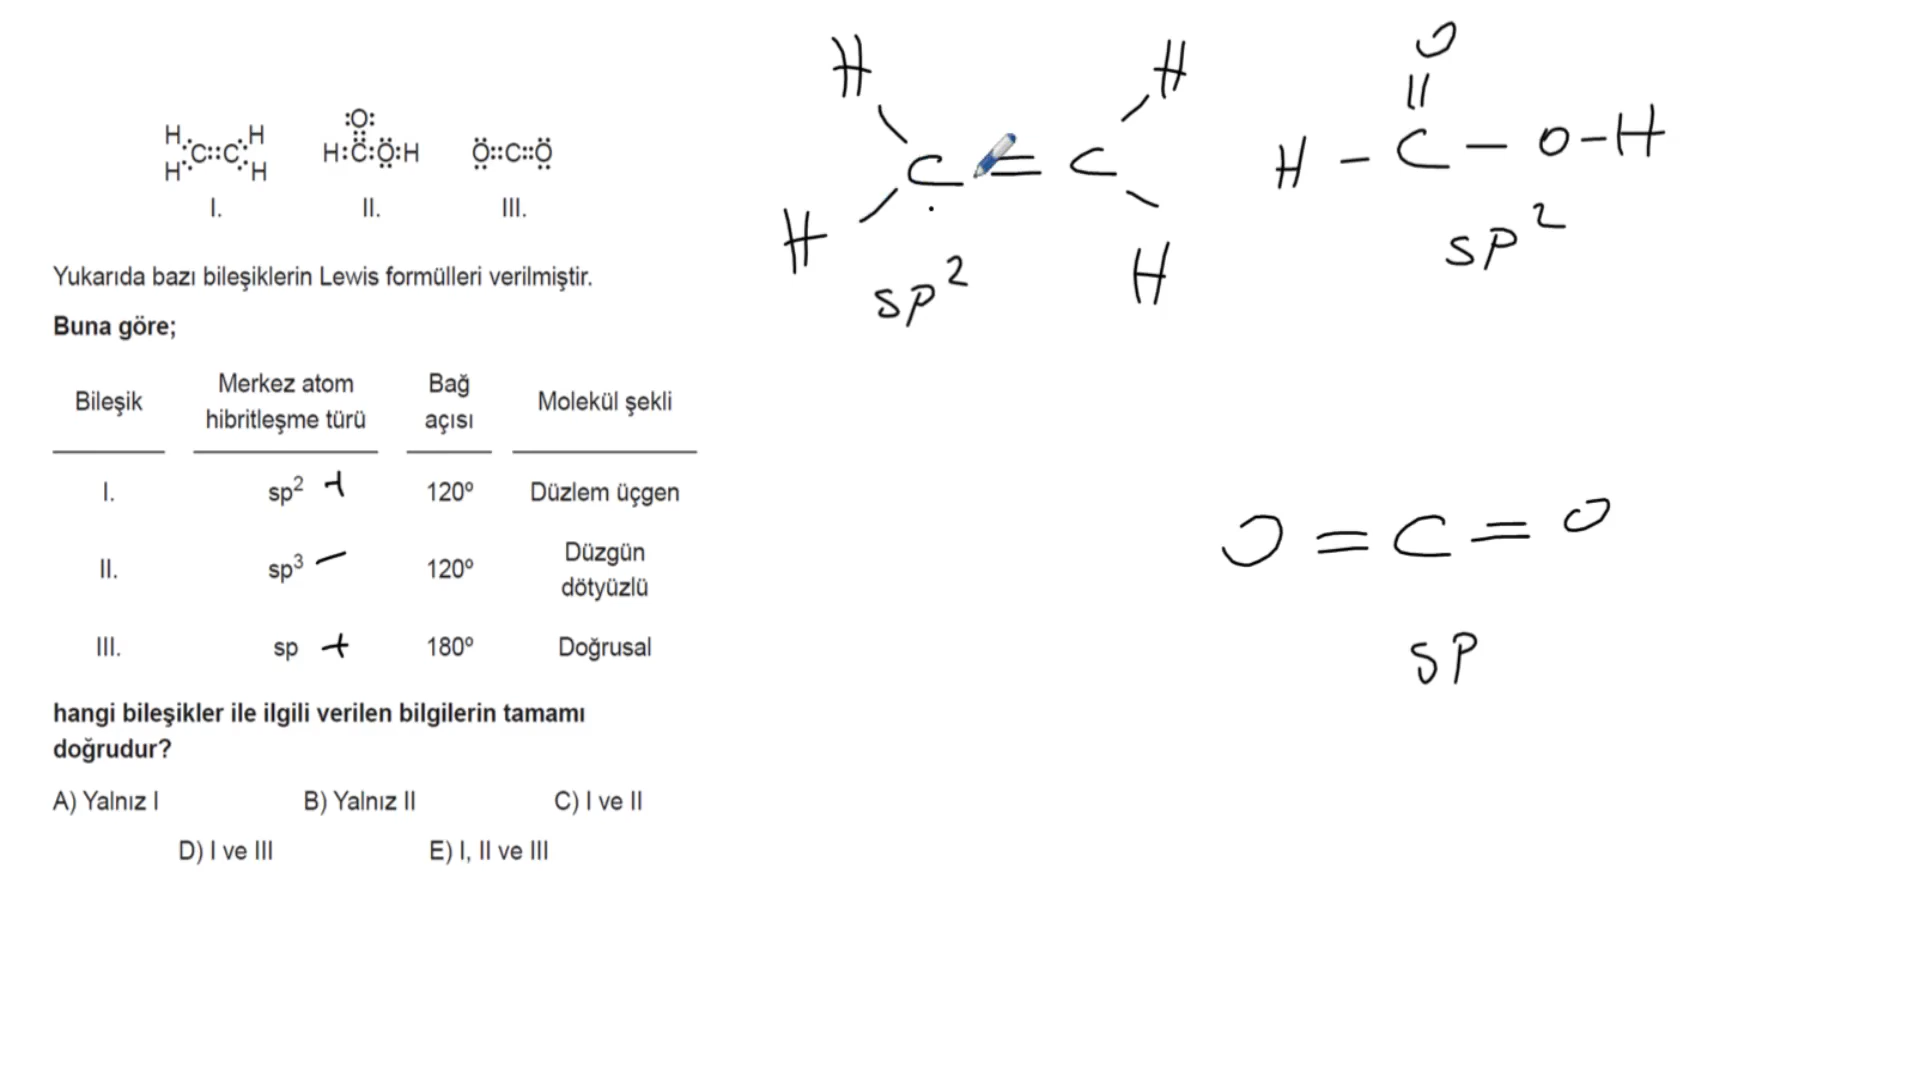 H H :O: H
C::C H:C:O:H O::C::O
H H
I. II. III.
Yukarıda bazı bileşiklerin Lewis formülleri verilmiştir.
Buna göre;
Bileşik Merkez atom hibritleşme türü Bağ açısı Molekül şekli
I. sp² + 120° Düzlem üçgen
II. sp³ − 120° Düzgün dötyüzlü
III. sp + 180° Doğrusal
hangi bileşikler ile ilgili verilen bilgilerin tamamı
doğrudur?
A) Yalnız I B) Yalnız II C) I ve II
D) I ve III E) I, II ve III
H H
C = C
H H
sp²
O
||
H - C - O - H
sp²
O = C = O
sp